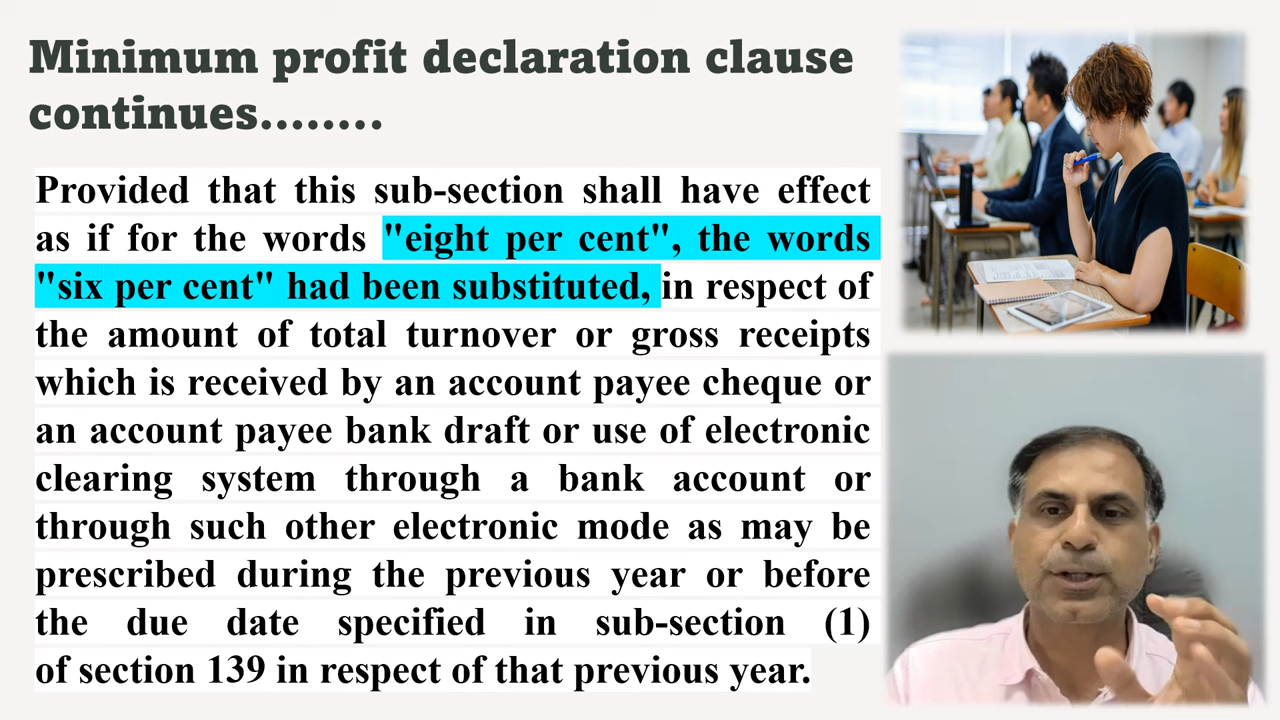 Minimum profit declaration clause
continues........
Provided that this sub-section shall have effect
as if for the words "eight per cent", the words
"six per cent" had been substituted, in respect of
the amount of total turnover or gross receipts
which is received by an account payee cheque or
an account payee bank draft or use of electronic
clearing system through a bank account or
through such other electronic mode as may be
prescribed during the previous year or before
the due date specified in sub-section (1)
of section 139 in respect of that previous year.